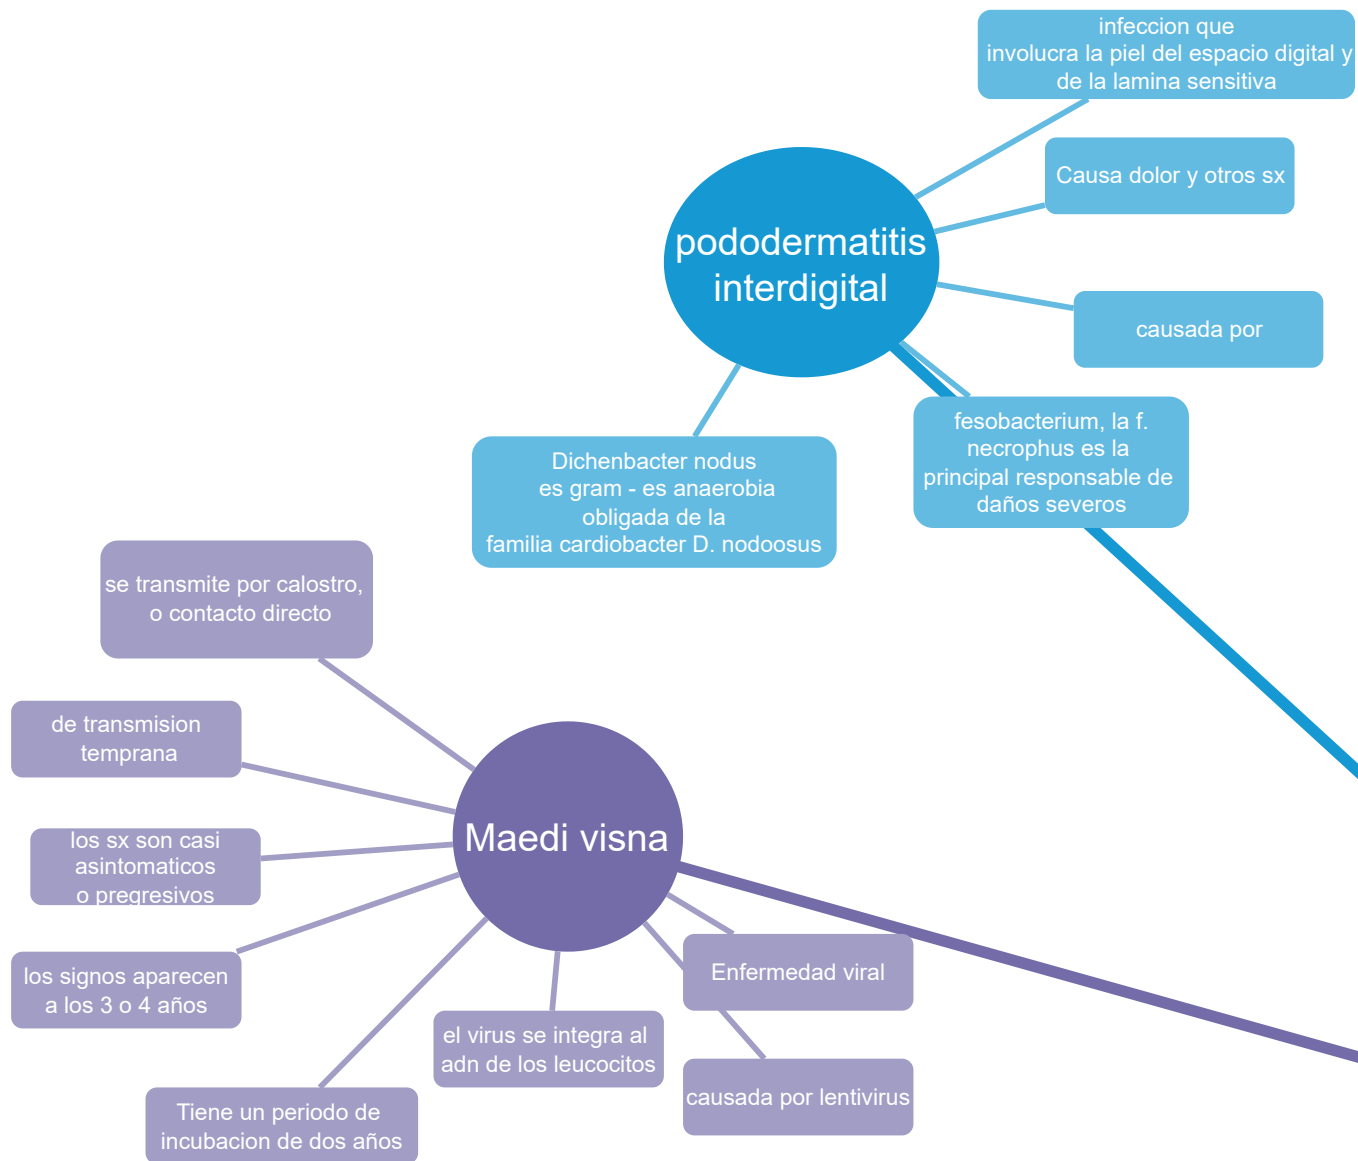 infeccion que
involucra la piel del espacio digital y
de la lamina sensitiva
Causa dolor y otros sx
pododermatitis
interdigital
causada por
fesobacterium, la f.
necrophus es la
principal responsable de
daños severos
Dichenbacter nodus
es gram - es anaerobia
obligada de la
familia cardiobacter D. nodoosus
se transmite por calostro,
o contacto directo
de transmision
temprana
los sx son casi
asintomaticos
o pregresivos
Maedi visna
los signos aparecen
a los 3 o 4 años
Enfermedad viral
el virus se integra al
adn de los leucocitos
causada por lentivirus
Tiene un periodo de
incubacion de dos años